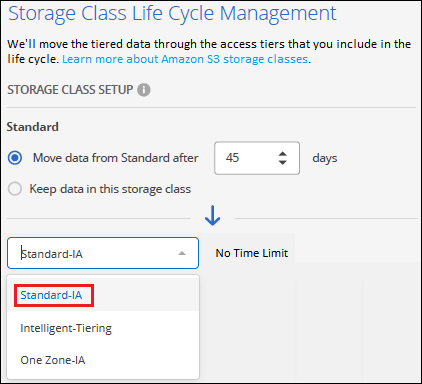 Storage Class Life Cycle Management
We'll move the tiered data through the access tiers that you include in the
life cycle. Learn more about Amazon S3 storage classes.
STORAGE CLASS SETUP
Standard
Move data from Standard after 45 days
Keep data in this storage class
Standard-IA No Time Limit
Standard-IA
Intelligent-Tiering
One Zone-IA